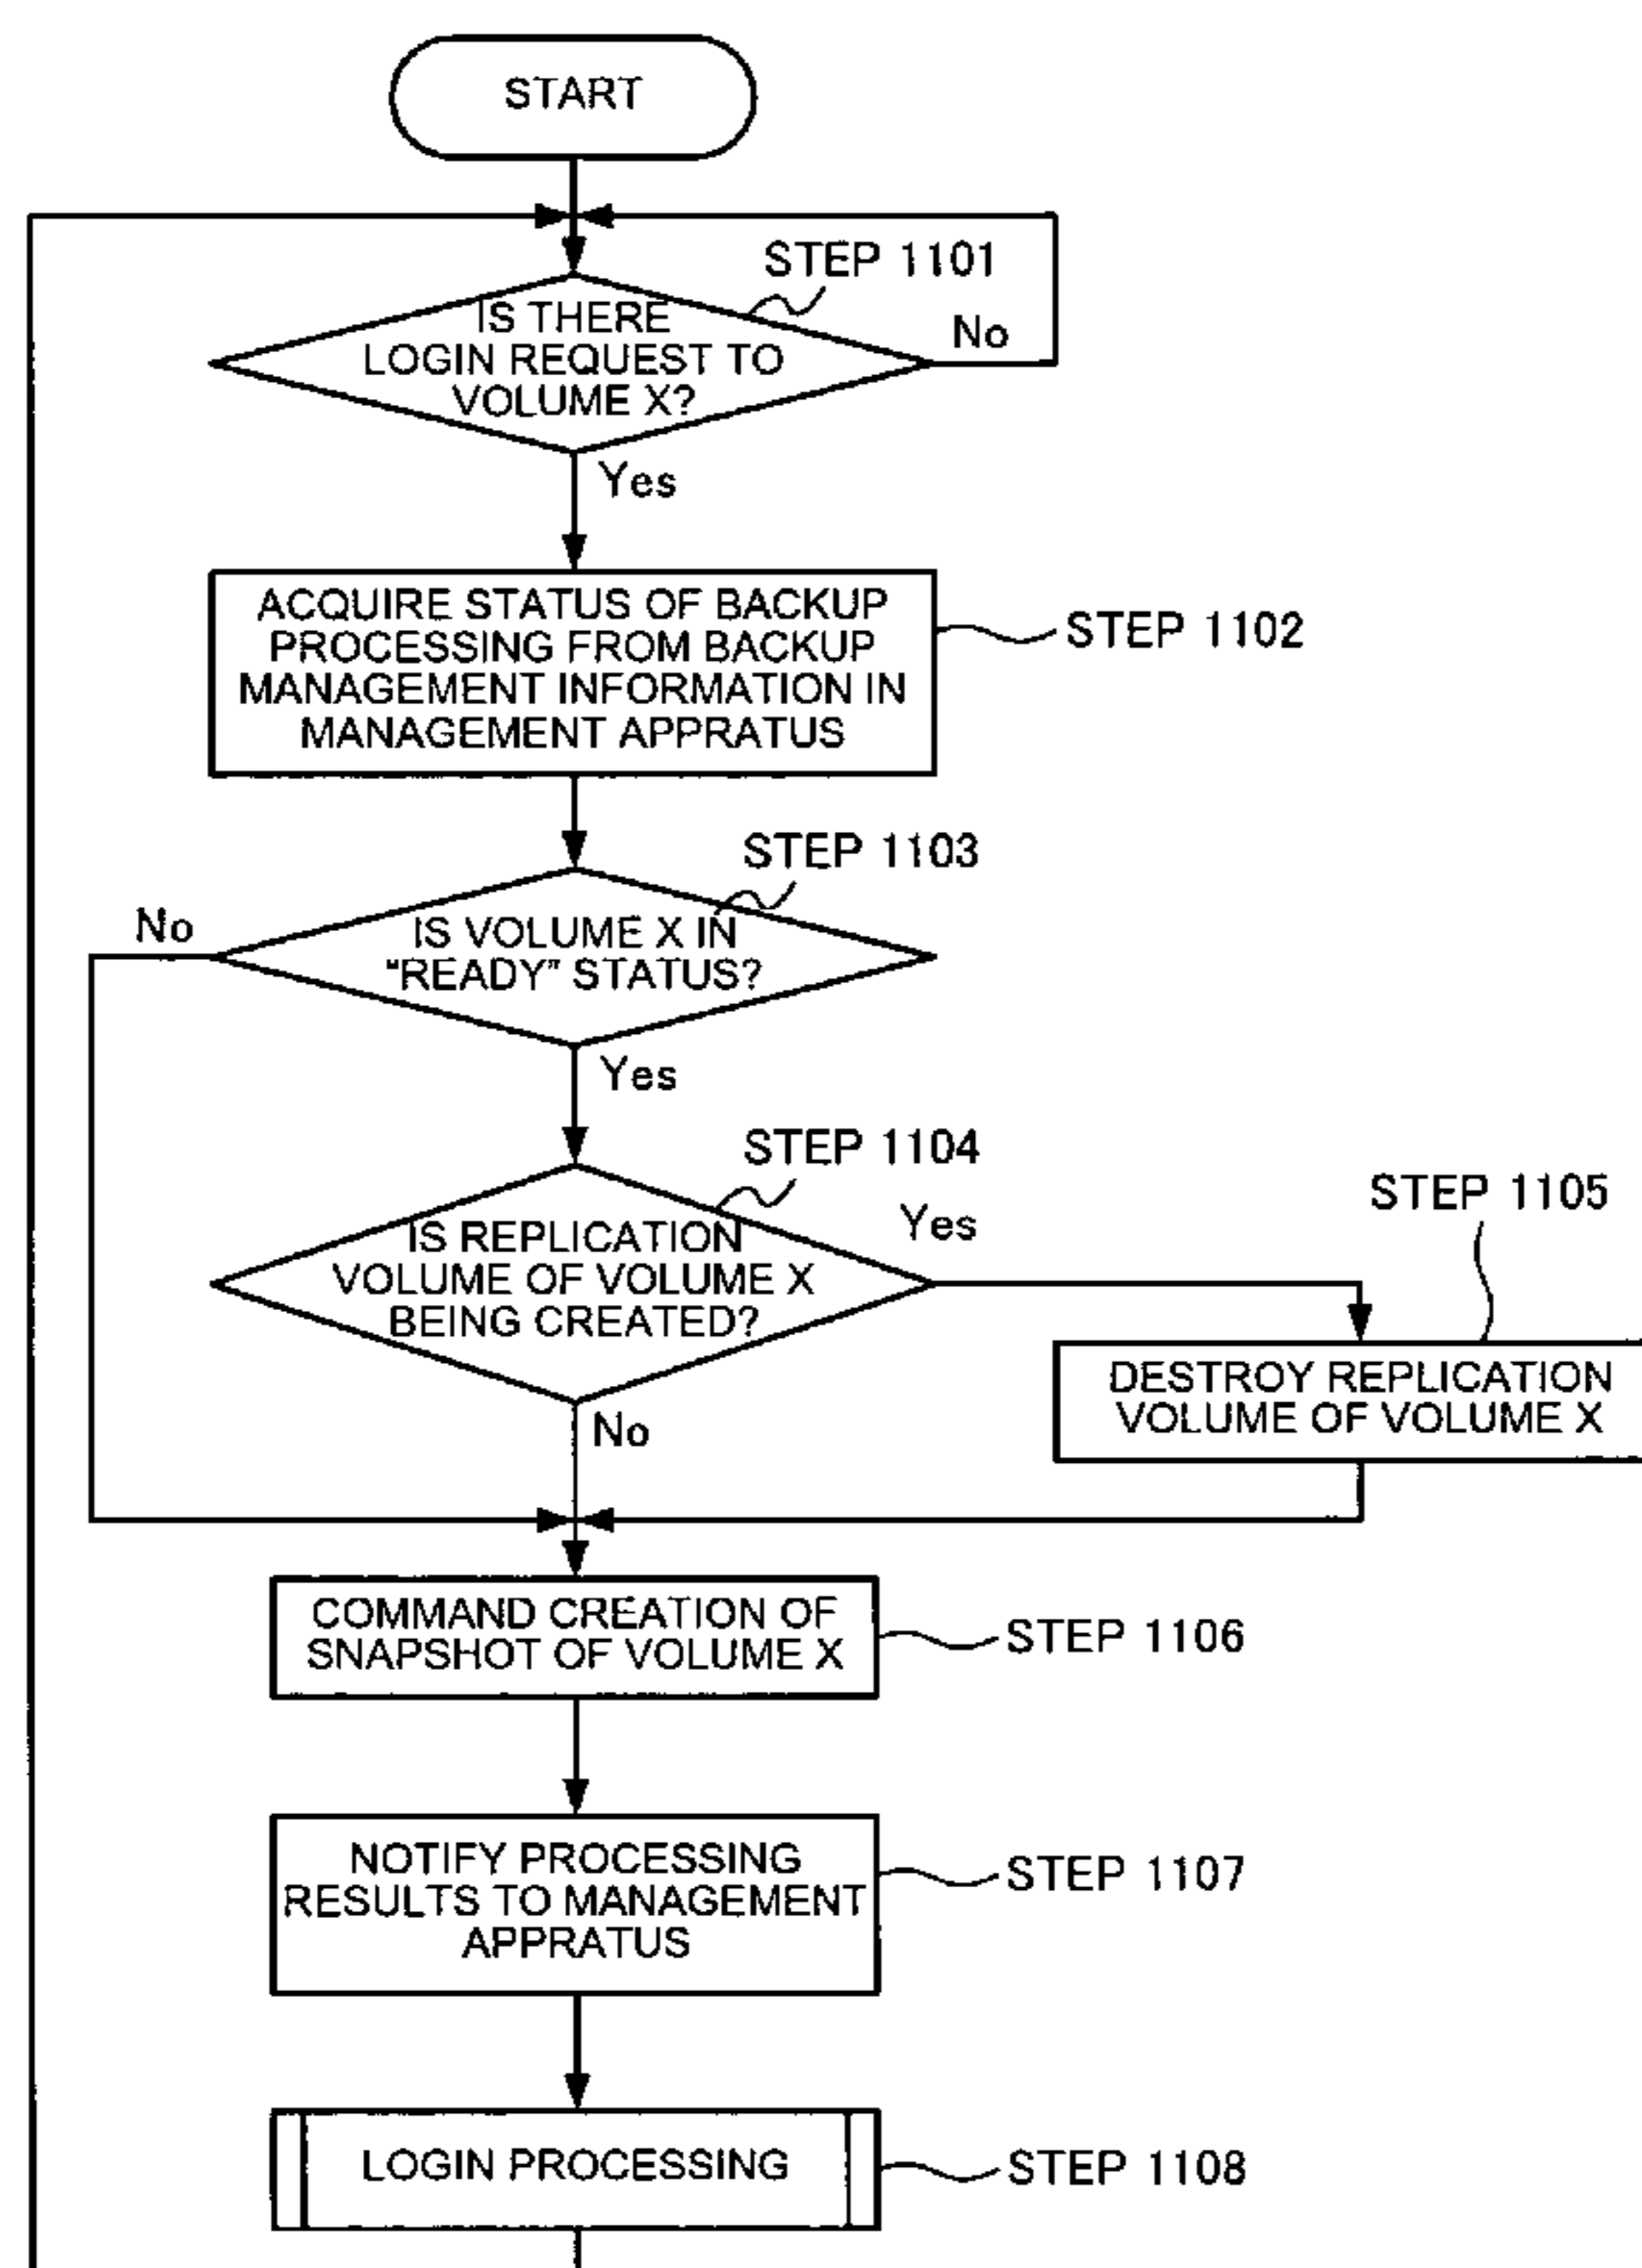 START
STEP 1101
IS THERE
LOGIN REQUEST TO
VOLUME X?
No
Yes
ACQUIRE STATUS OF BACKUP
PROCESSING FROM BACKUP
MANAGEMENT INFORMATION IN
MANAGEMENT APPRATUS
STEP 1102
STEP 1103
No
IS VOLUME X IN
"READY" STATUS?
Yes
STEP 1104
Yes
STEP 1105
IS REPLICATION
VOLUME OF VOLUME X
BEING CREATED?
DESTROY REPLICATION
VOLUME OF VOLUME X
No
COMMAND CREATION OF
SNAPSHOT OF VOLUME X
STEP 1106
NOTIFY PROCESSING
RESULTS TO MANAGEMENT
APPRATUS
STEP 1107
LOGIN PROCESSING
STEP 1108